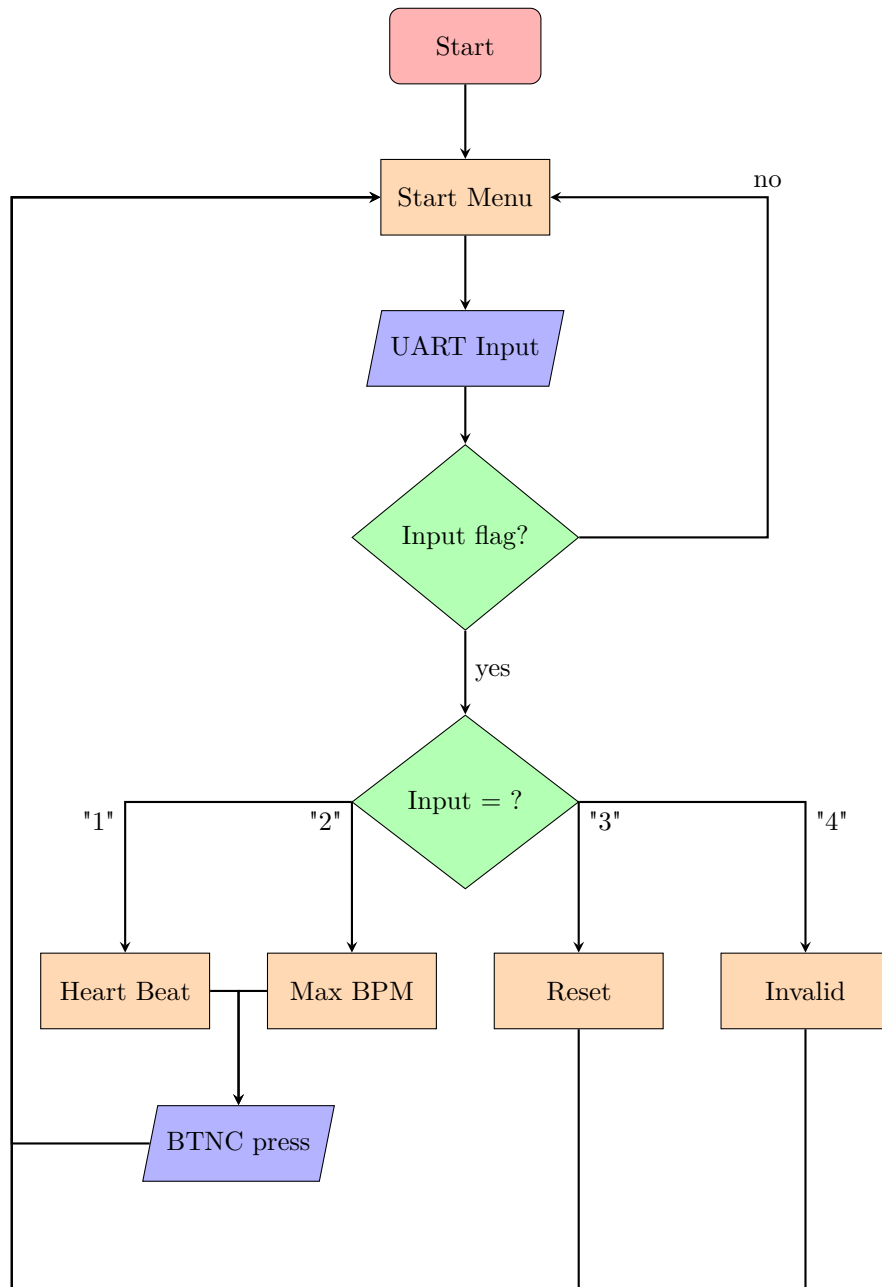 Start
Start Menu
no
UART Input
Input flag?
yes
Input = ?
"1"
"2"
"3"
"4"
Heart Beat
Max BPM
Reset
Invalid
BTNC press